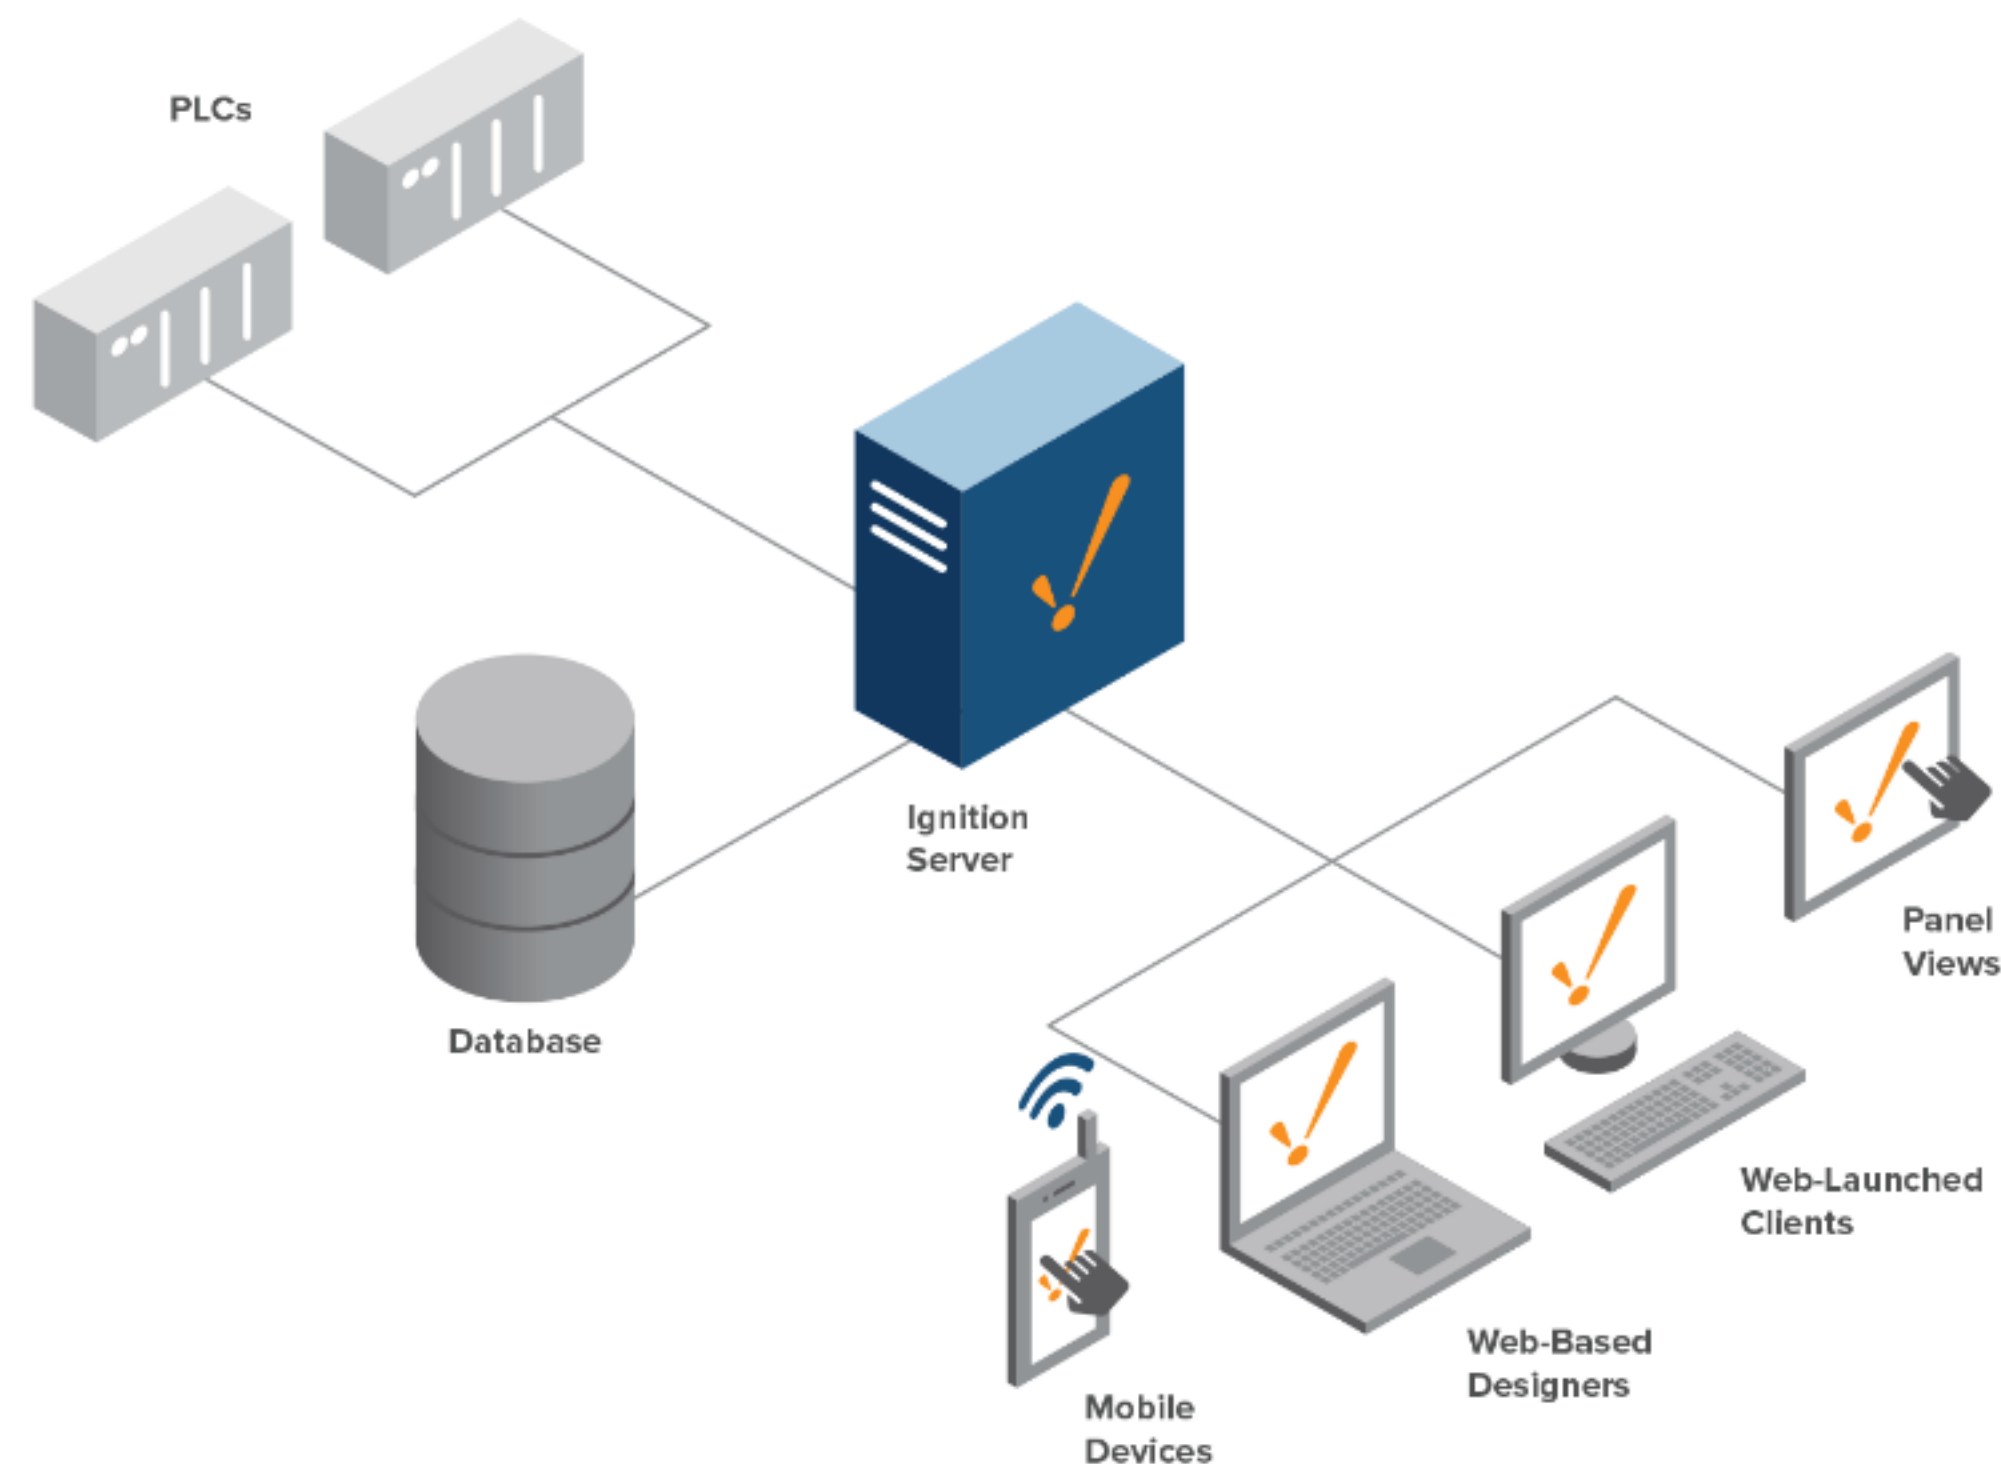 PLCs
Ignition
Server
Database
Panel
Views
Web-Launched
Clients
Web-Based
Designers
Mobile
Devices